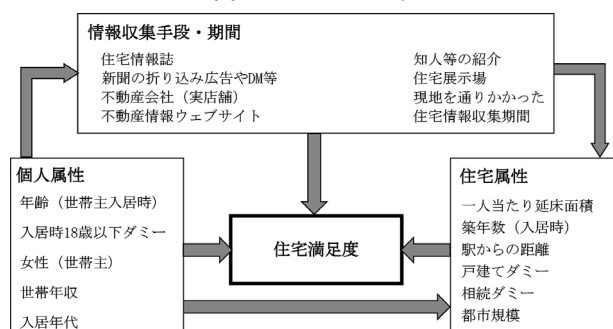 情報収集手段・期間
住宅情報誌
新聞の折り込み広告やDM等
不動産会社（実店舗）
不動産情報ウェブサイト
知人等の紹介
住宅展示場
現地を通りかかった
住宅情報収集期間
個人属性
年齢（世帯主入居時）
入居時18歳以下ダミー
女性（世帯主）
世帯年収
入居年代
住宅満足度
住宅属性
一人当たり延床面積
築年数（入居時）
駅からの距離
戸建てダミー
相続ダミー
都市規模